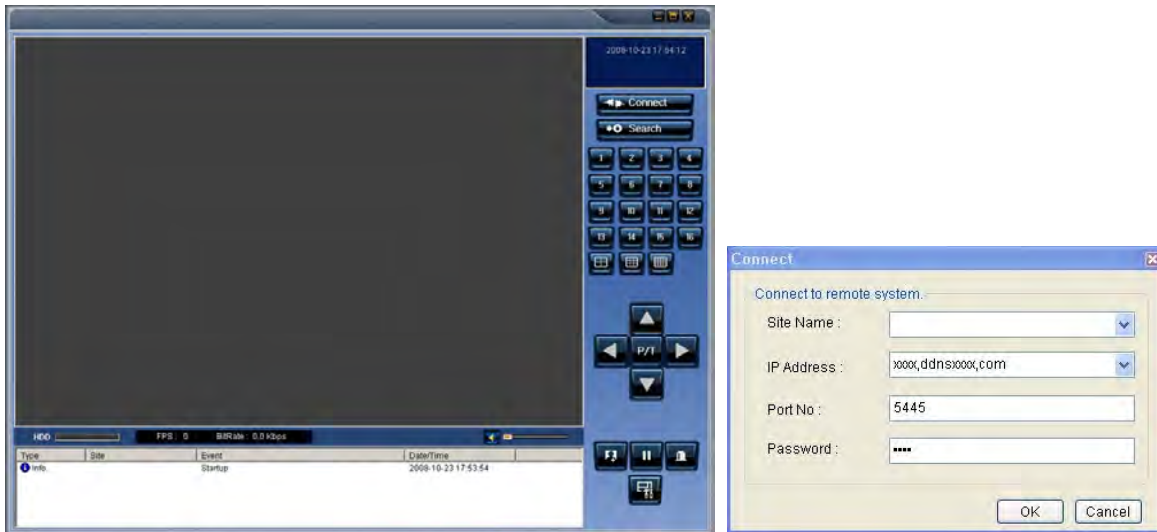 2008-10-23 17:54:12
Connect
Search
1 2 3 4
5 6 7 8
9 10 11 12
13 14 15 16
P/T
HDD
FPS : 0 BitRate : 0,0 Kbps
Type Site Event Date/Time
Info. Startup 2008-10-23 17:53:54
Connect
Connect to remote system.
Site Name :
IP Address : xxxx,ddnsxxxx,com
Port No : 5445
Password : ••••
OK Cancel